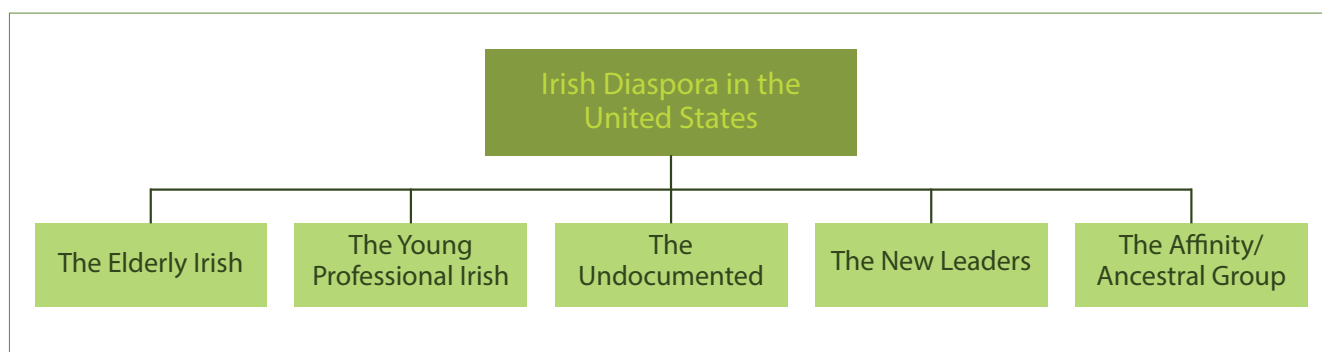 Irish Diaspora in the
United States
The Elderly Irish
The Young
Professional Irish
The
Undocumented
The New Leaders
The Affinity/
Ancestral Group